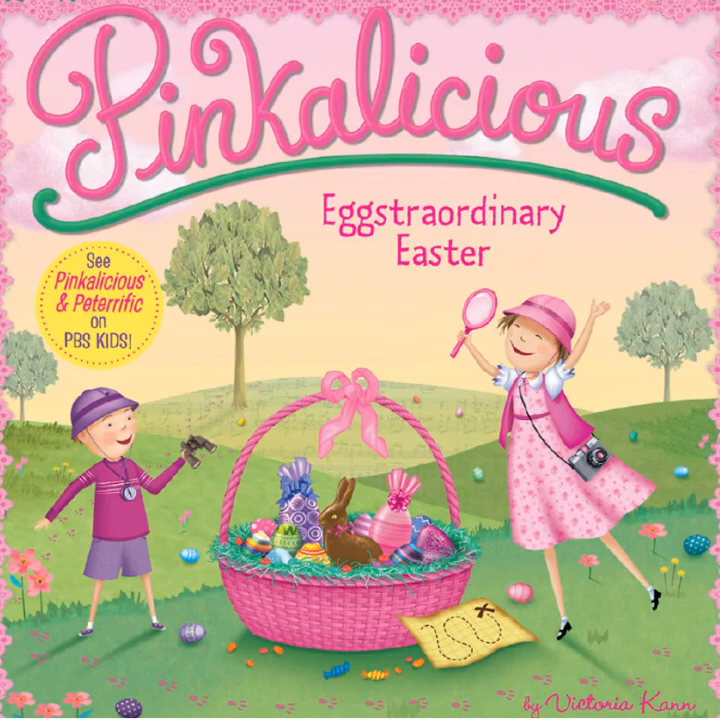 Pinkalicious
Eggstraordinary
Easter
See
Pinkalicious
& Peterrific
on
PBS KIDS!
by Victoria Kann